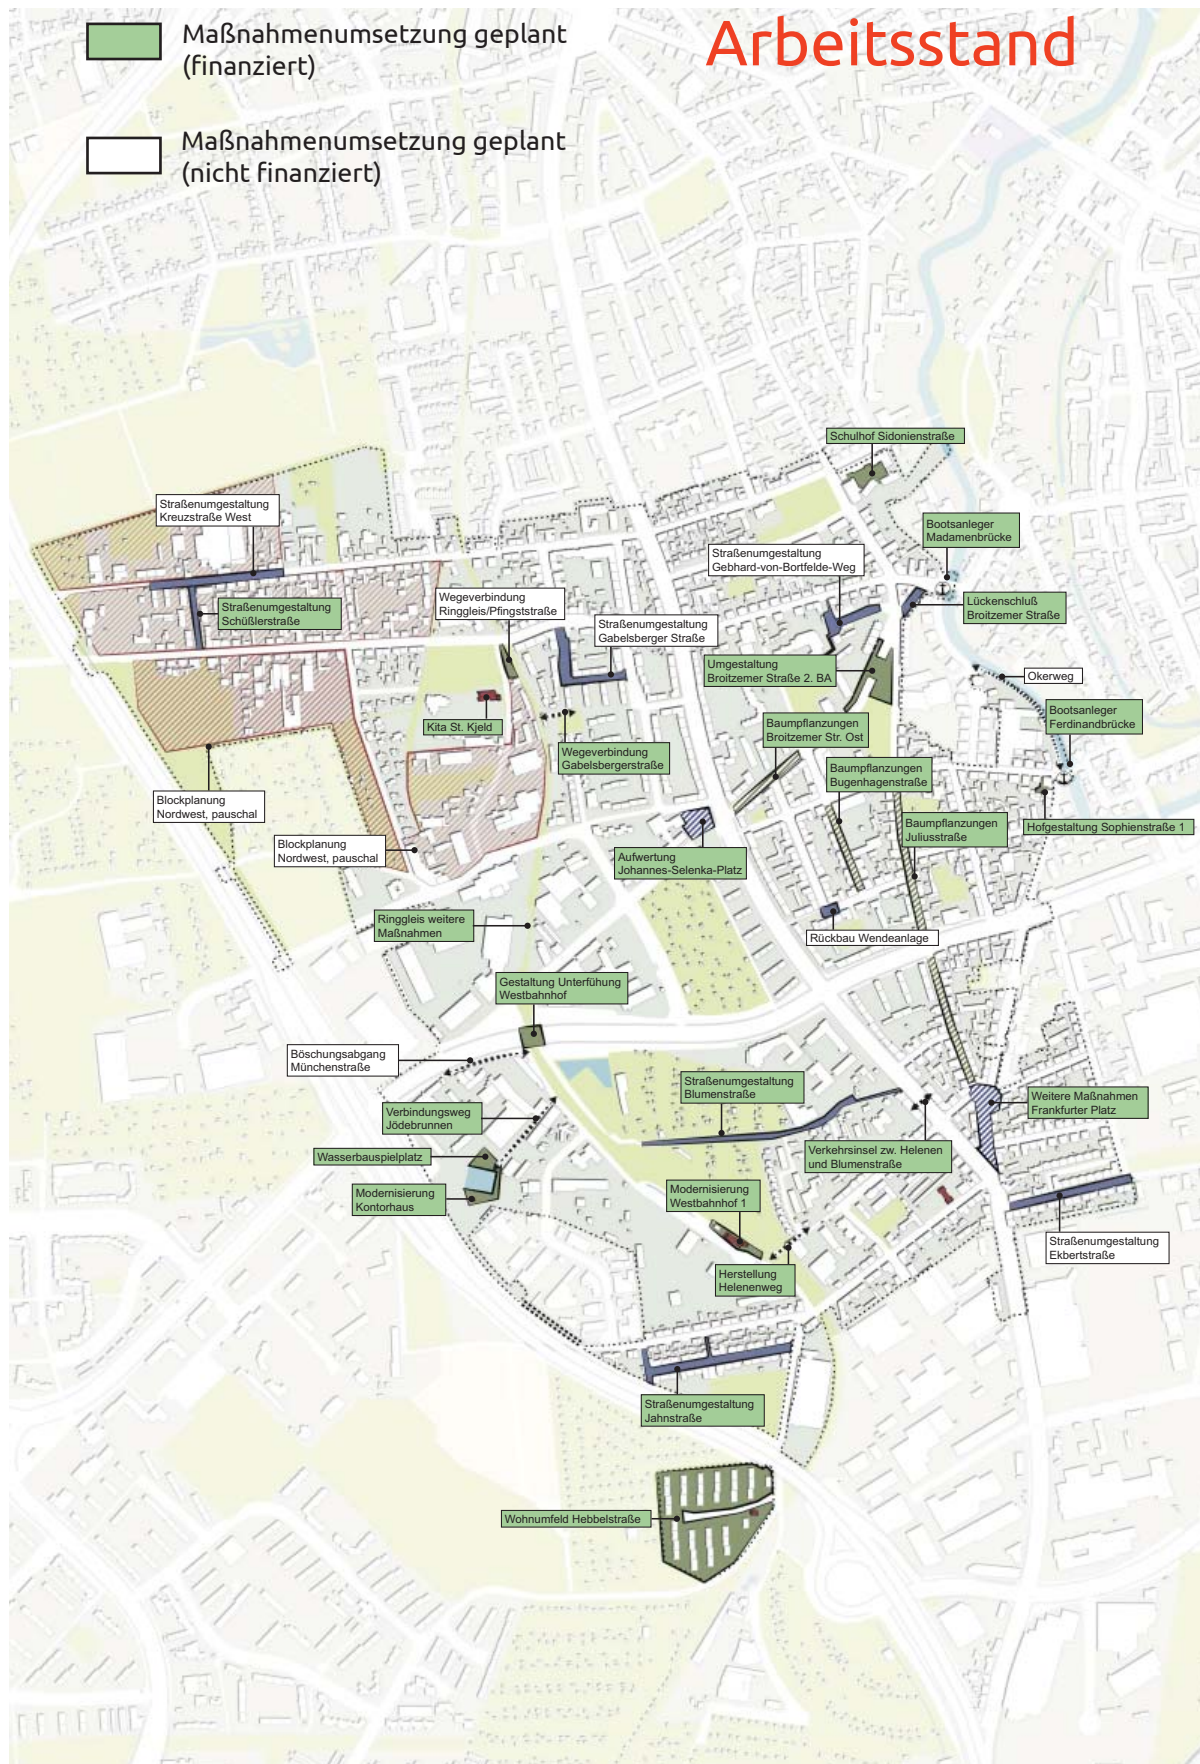 Arbeitsstand
Maßnahmenumsetzung geplant
(finanziert)
Maßnahmenumsetzung geplant
(nicht finanziert)
Schulhof Sidonienstraße
Straßenumgestaltung
Kreuzstraße West
Bootsanleger
Madamenbrücke
Straßenumgestaltung
Gebhard-von-Bortfelde-Weg
Wegeverbindung
Ringgleis/Pfingststraße
Straßenumgestaltung
Schüßlerstraße
Lückenschluß
Broitzemer Straße
Straßenumgestaltung
Gabelsberger Straße
Umgestaltung
Broitzemer Straße 2. BA
Okerweg
Kita St. Kjeld
Bootsanleger
Ferdinandbrücke
Baumpflanzungen
Broitzemer Str. Ost
Wegeverbindung
Gabelsbergerstraße
Baumpflanzungen
Bugenhagenstraße
Blockplanung
Nordwest, pauschal
Baumpflanzungen
Juliusstraße
Hofgestaltung Sophienstraße 1
Blockplanung
Nordwest, pauschal
Aufwertung
Johannes-Selenka-Platz
Ringgleis weitere
Maßnahmen
Rückbau Wendeanlage
Gestaltung Unterfühung
Westbahnhof
Böschungsabgang
Münchenstraße
Straßenumgestaltung
Blumenstraße
Weitere Maßnahmen
Frankfurter Platz
Verbindungsweg
Jödebrunnen
Verkehrsinsel zw. Helenen
und Blumenstraße
Wasserbauspielplatz
Modernisierung
Kontorhaus
Modernisierung
Westbahnhof 1
Straßenumgestaltung
Ekbertstraße
Herstellung
Helenenweg
Straßenumgestaltung
Jahnstraße
Wohnumfeld Hebbelstraße